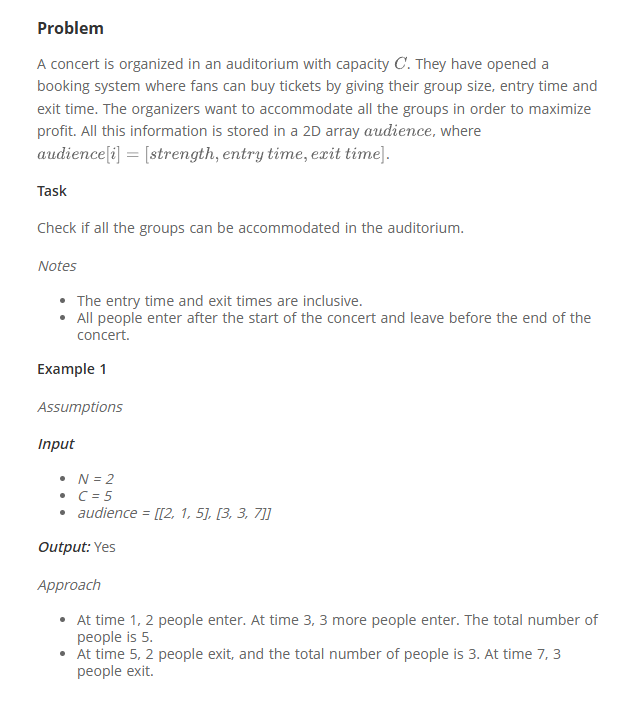 Problem
A concert is organized in an auditorium with capacity C. They have opened a
booking system where fans can buy tickets by giving their group size, entry time and
exit time. The organizers want to accommodate all the groups in order to maximize
profit. All this information is stored in a 2D array audience, where
audience[i] = [strength, entry time, exit time].
Task
Check if all the groups can be accommodated in the auditorium.
Notes
• The entry time and exit times are inclusive.
• All people enter after the start of the concert and leave before the end of the
concert.
Example 1
Assumptions
Input
• N = 2
• C = 5
• audience = [[2, 1, 5], [3, 3, 7]]
Output: Yes
Approach
• At time 1, 2 people enter. At time 3, 3 more people enter. The total number of
people is 5.
• At time 5, 2 people exit, and the total number of people is 3. At time 7, 3
people exit.